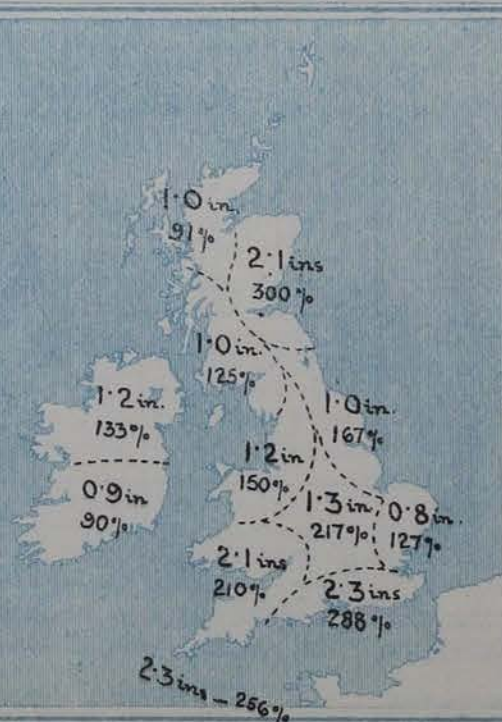 1·0 in.
91%
2·1 ins
300%
1·0 in.
125%
1·2 in.
133%
0·9 in
90%
1·0 in.
167%
1·2 in
150%
1·3 in.
217%
0·8 in.
127%
2·1 ins
210%
2·3 ins
288%
2·3 ins – 256%